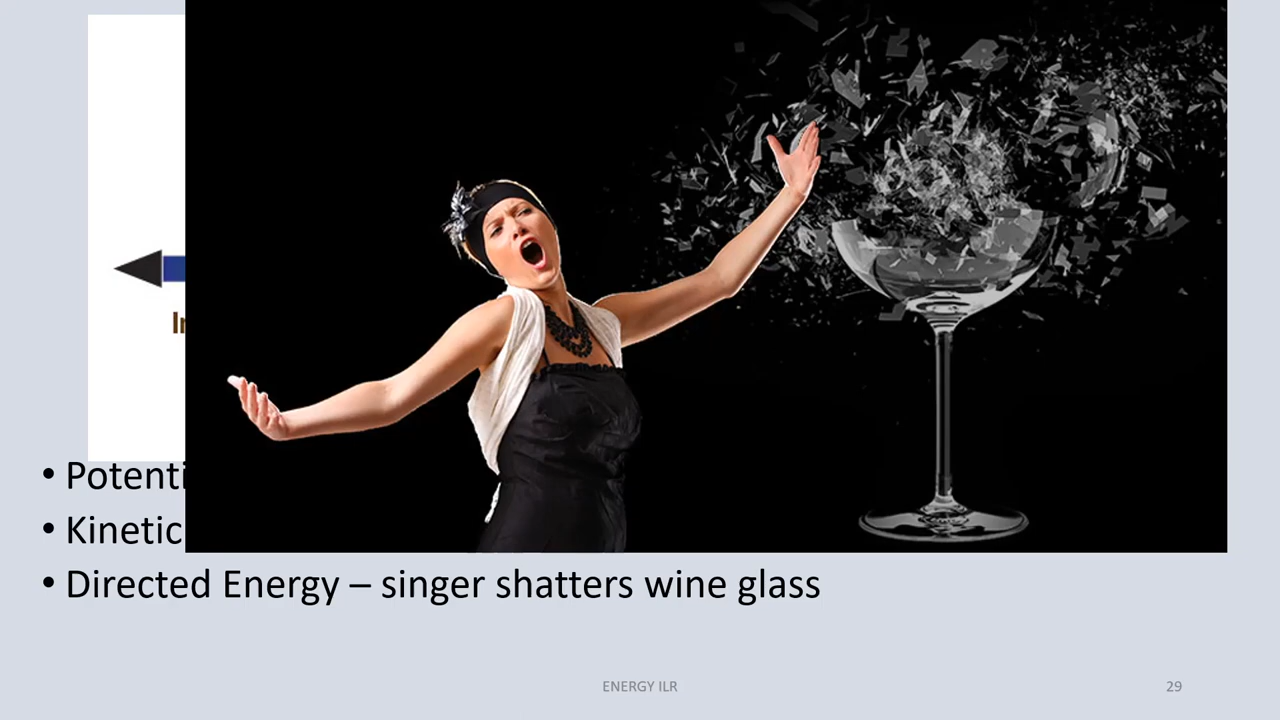 • Potenti
• Kinetic
• Directed Energy – singer shatters wine glass
ENERGY ILR
29